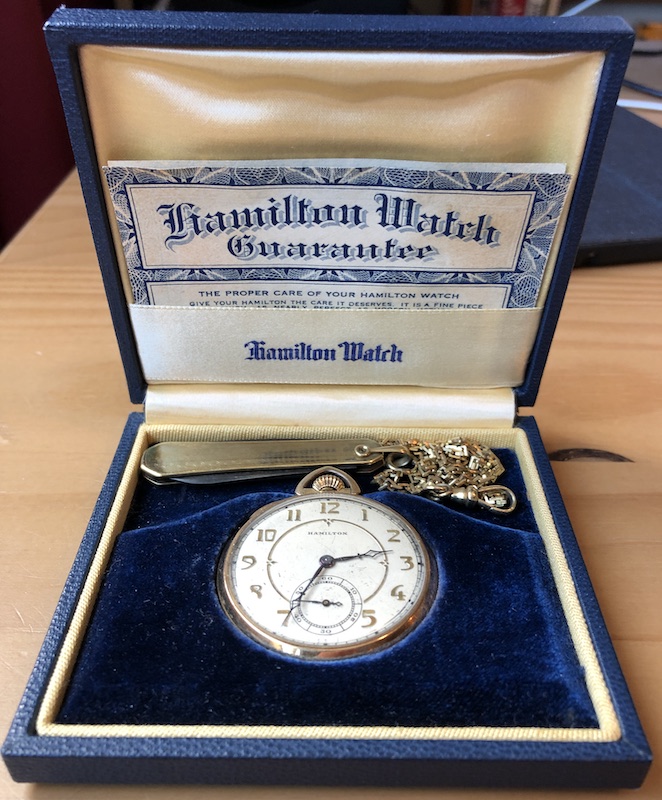 Hamilton Watch
Guarantee
THE PROPER CARE OF YOUR HAMILTON WATCH
GIVE YOUR HAMILTON THE CARE IT DESERVES. IT IS A FINE PIECE
Hamilton Watch
12
11 1
10 2
HAMILTON
9 3
8 4
7 5
60
10
20
30